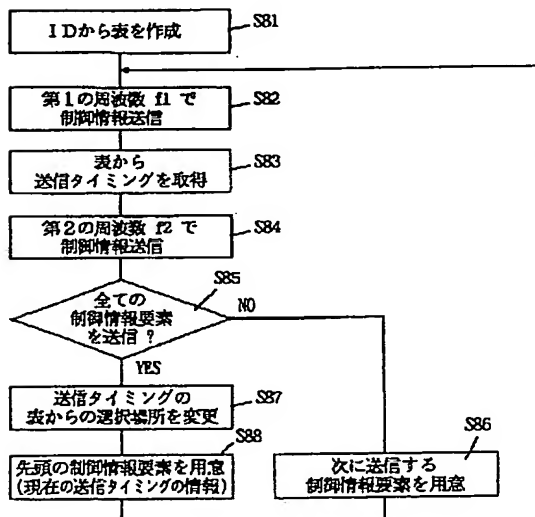 IDから表を作成
S81
第1の周波数 f1 で
制御情報送信
S82
表から
送信タイミングを取得
S83
第2の周波数 f2 で
制御情報送信
S84
全ての
制御情報要素
を送信 ?
S85
NO
YES
送信タイミングの
表からの選択場所を変更
S87
先頭の制御情報要素を用意
(現在の送信タイミングの情報)
S88
次に送信する
制御情報要素を用意
S86